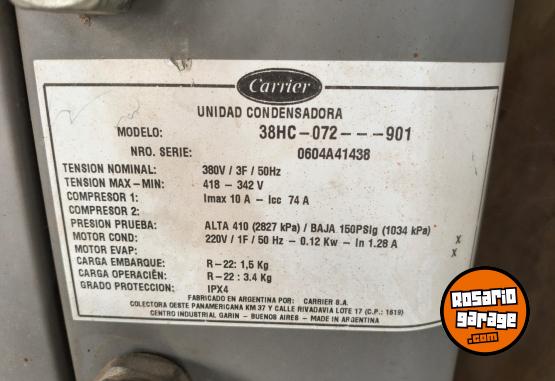 Carrier
UNIDAD CONDENSADORA
MODELO: 38HC-072---901
NRO. SERIE: 0604A41438
TENSION NOMINAL: 380V / 3F / 50Hz
TENSION MAX-MIN: 418 - 342 V
COMPRESOR 1: Imax 10 A - Icc 74 A
COMPRESOR 2:
PRESION PRUEBA: ALTA 410 (2827 kPa) / BAJA 150PSIg (1034 kPa)
MOTOR COND: 220V / 1F / 50 Hz - 0.12 Kw - In 1.28 A x
MOTOR EVAP: x
CARGA EMBARQUE: R-22: 1,5 Kg
CARGA OPERACIÓN: R-22: 3.4 Kg
GRADO PROTECCION: IPX4
FABRICADO EN ARGENTINA POR: CARRIER S.A.
COLECTORA OESTE PANAMERICANA KM 37 Y CALLE RIVADAVIA LOTE 17 (C.P.: 1619)
CENTRO INDUSTRIAL GARIN - BUENOS AIRES - MADE IN ARGENTINA
ROSARIO
garage
.com